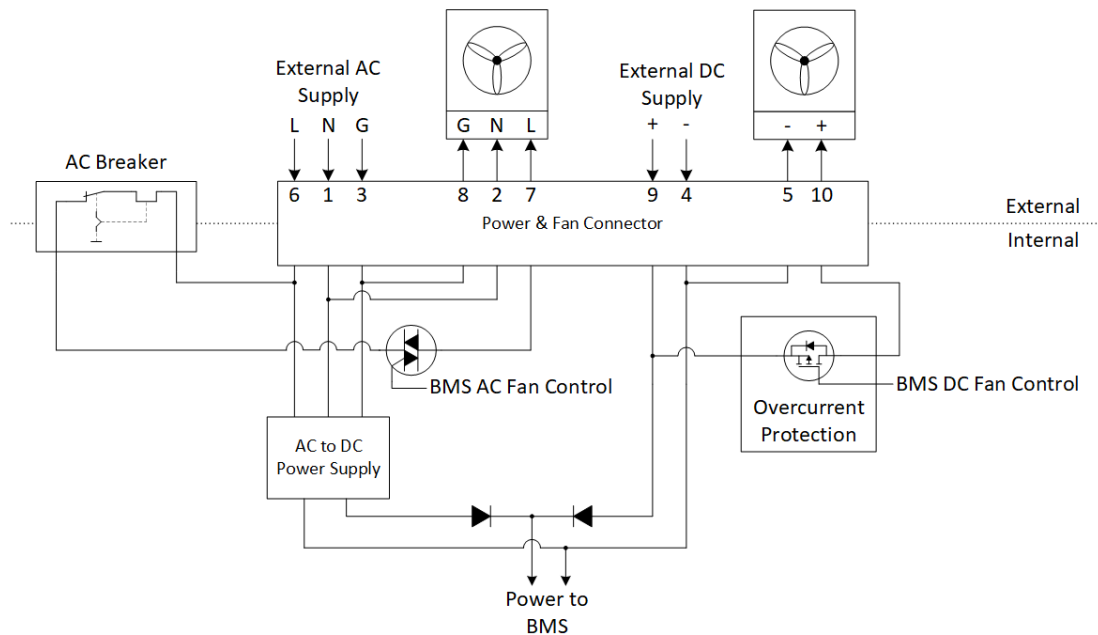 External AC
Supply
L N G
G N L
External DC
Supply
+ -
- +
AC Breaker
6 1 3 8 2 7 9 4 5 10
Power & Fan Connector
External
Internal
BMS AC Fan Control
BMS DC Fan Control
Overcurrent
Protection
AC to DC
Power Supply
Power to
BMS